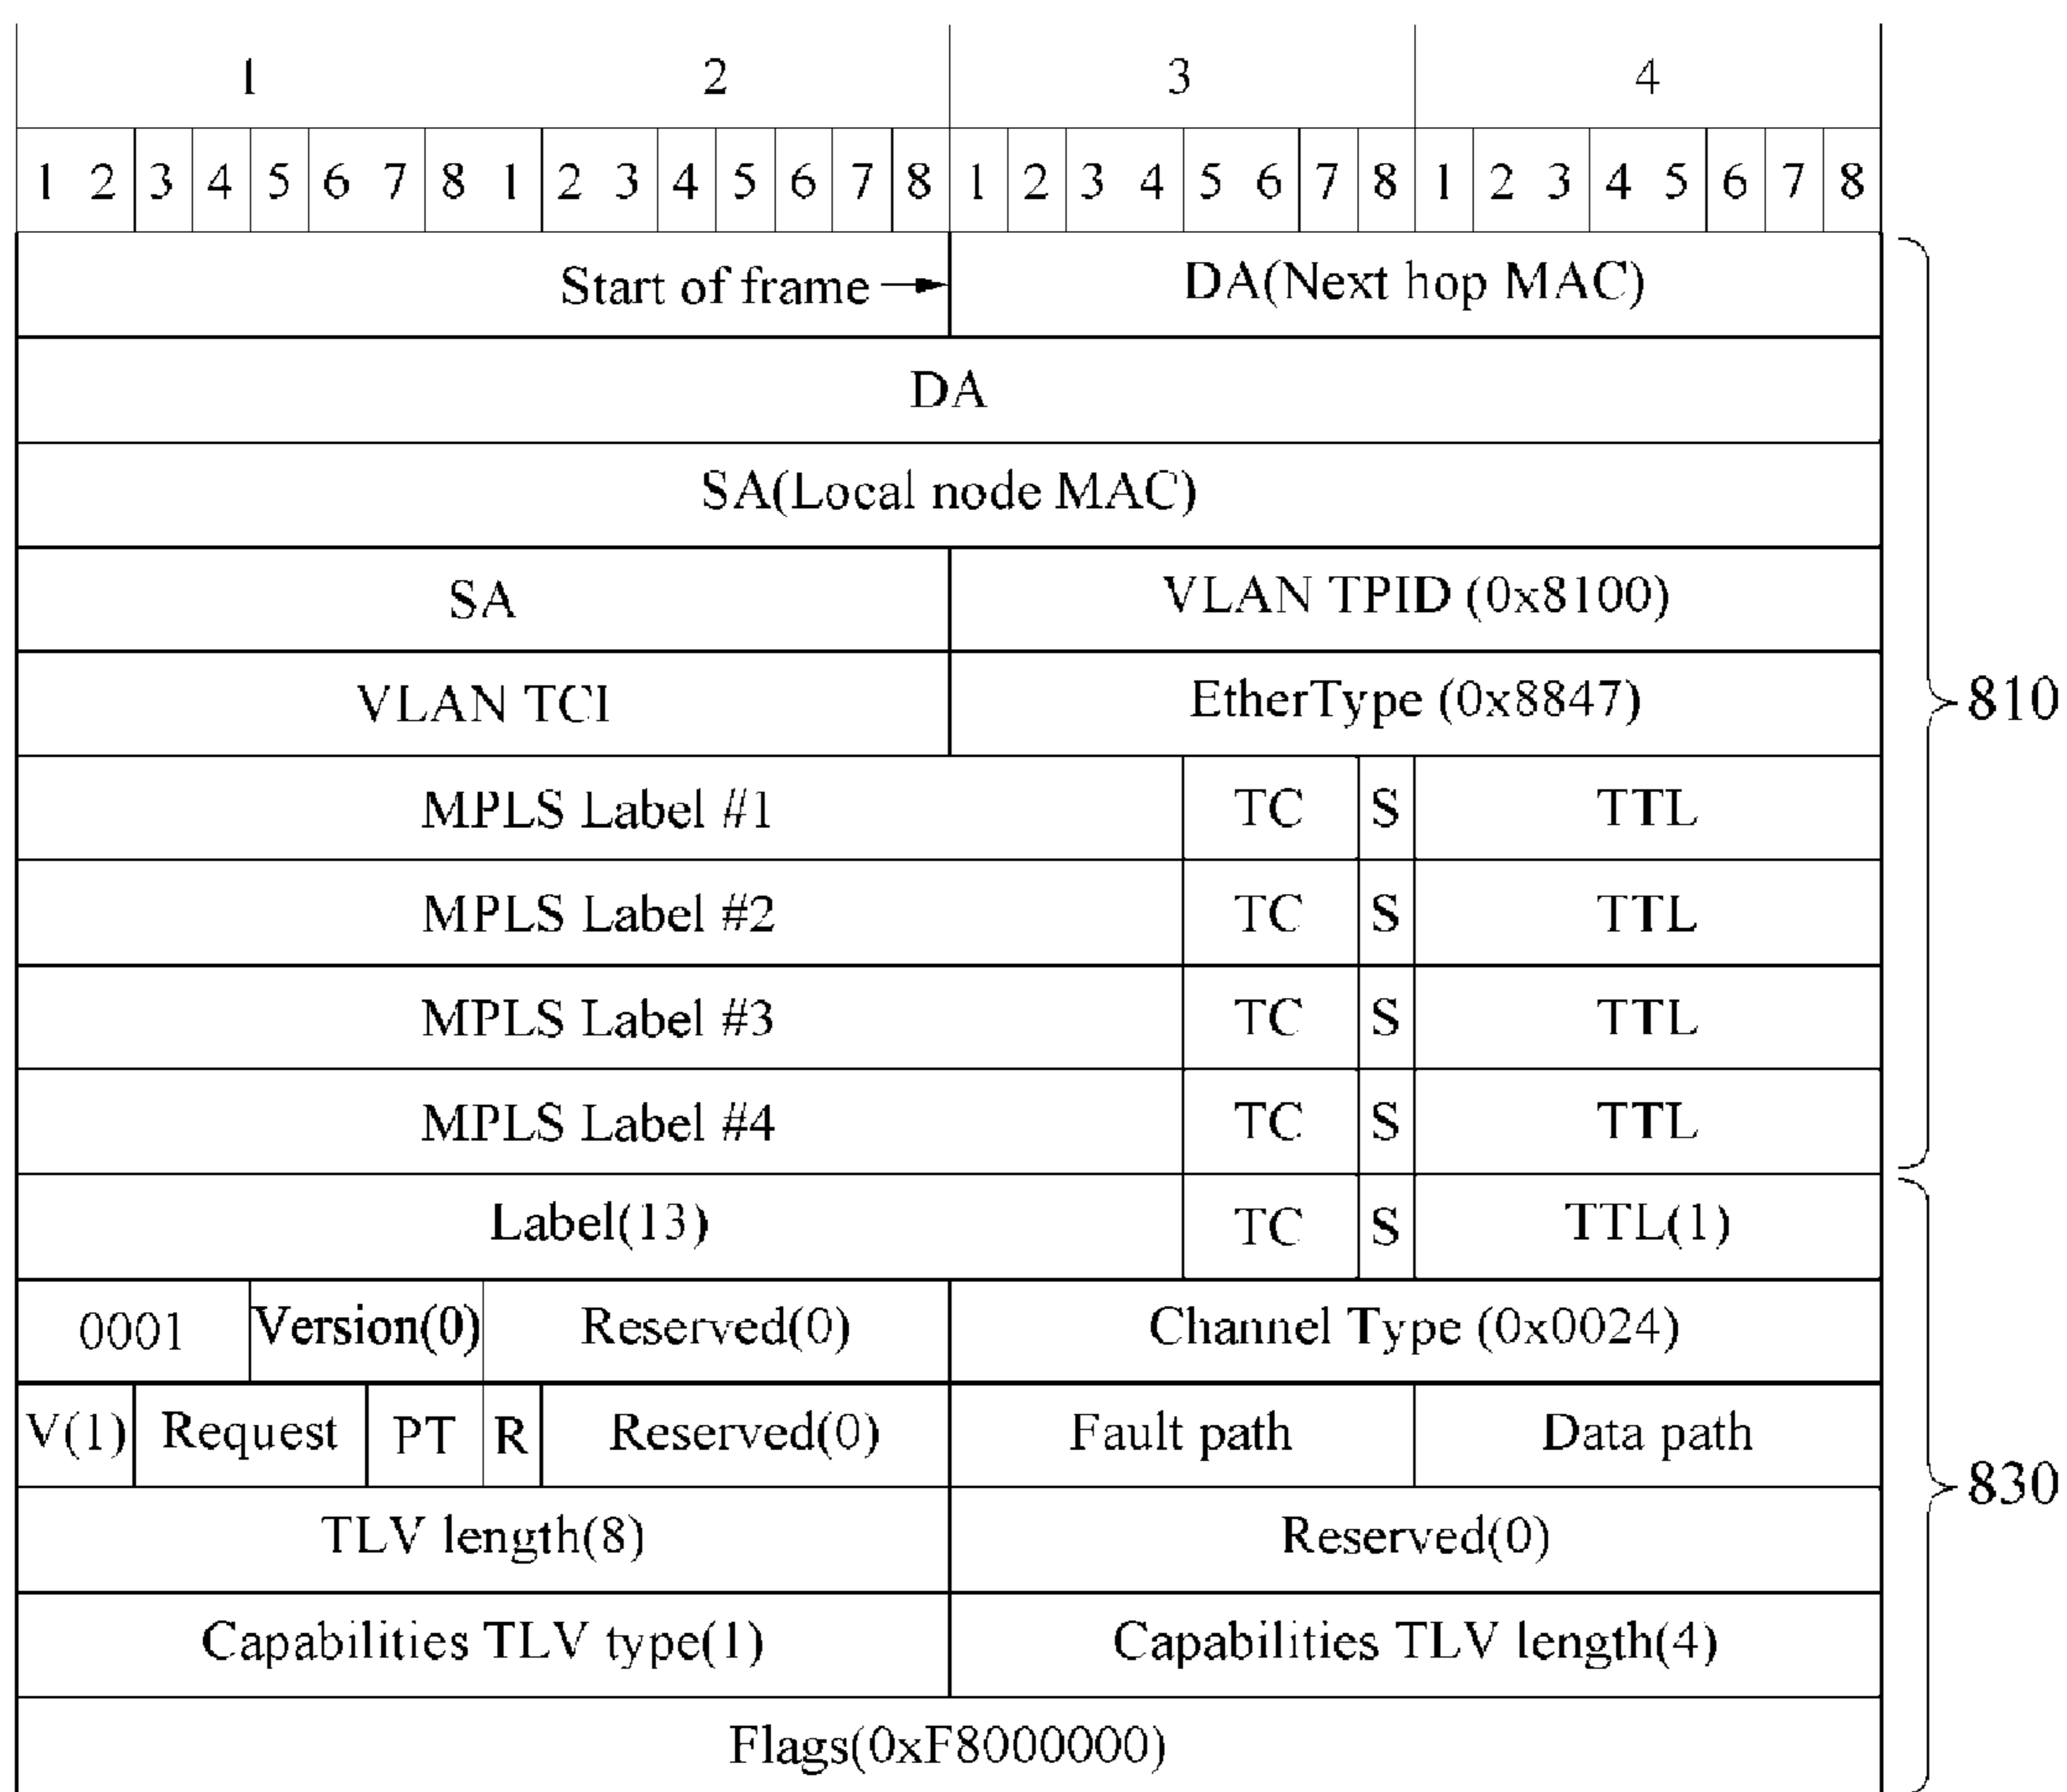 1 2 3 4
1 2 3 4 5 6 7 8 1 2 3 4 5 6 7 8 1 2 3 4 5 6 7 8 1 2 3 4 5 6 7 8
Start of frame DA(Next hop MAC)
DA
SA(Local node MAC)
SA VLAN TPID (0x8100)
VLAN TCI EtherType (0x8847)
810
MPLS Label #1 TC S TTL
MPLS Label #2 TC S TTL
MPLS Label #3 TC S TTL
MPLS Label #4 TC S TTL
Label(13) TC S TTL(1)
0001 Version(0) Reserved(0) Channel Type (0x0024)
V(1) Request PT R Reserved(0) Fault path Data path
830
TLV length(8) Reserved(0)
Capabilities TLV type(1) Capabilities TLV length(4)
Flags(0xF8000000)